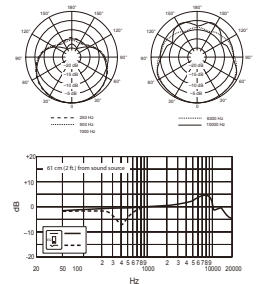 180°
150° 150°
120° 120°
90° 90°
60° 60°
30° 30°
0
−20 dB
−15 dB
−10 dB
−5 dB
250 Hz
500 Hz
1000 Hz
180°
150° 150°
120° 120°
90° 90°
60° 60°
30° 30°
0
−20 dB
−15 dB
−10 dB
−5 dB
10000 Hz
+20
61 cm (2 ft.) from sound source
+10
dB
0
−10
−20
2 3 4 5 6 7 8 9 2 3 4 5 6 7 8 9
20 50 100 1000 10000 20000
Hz